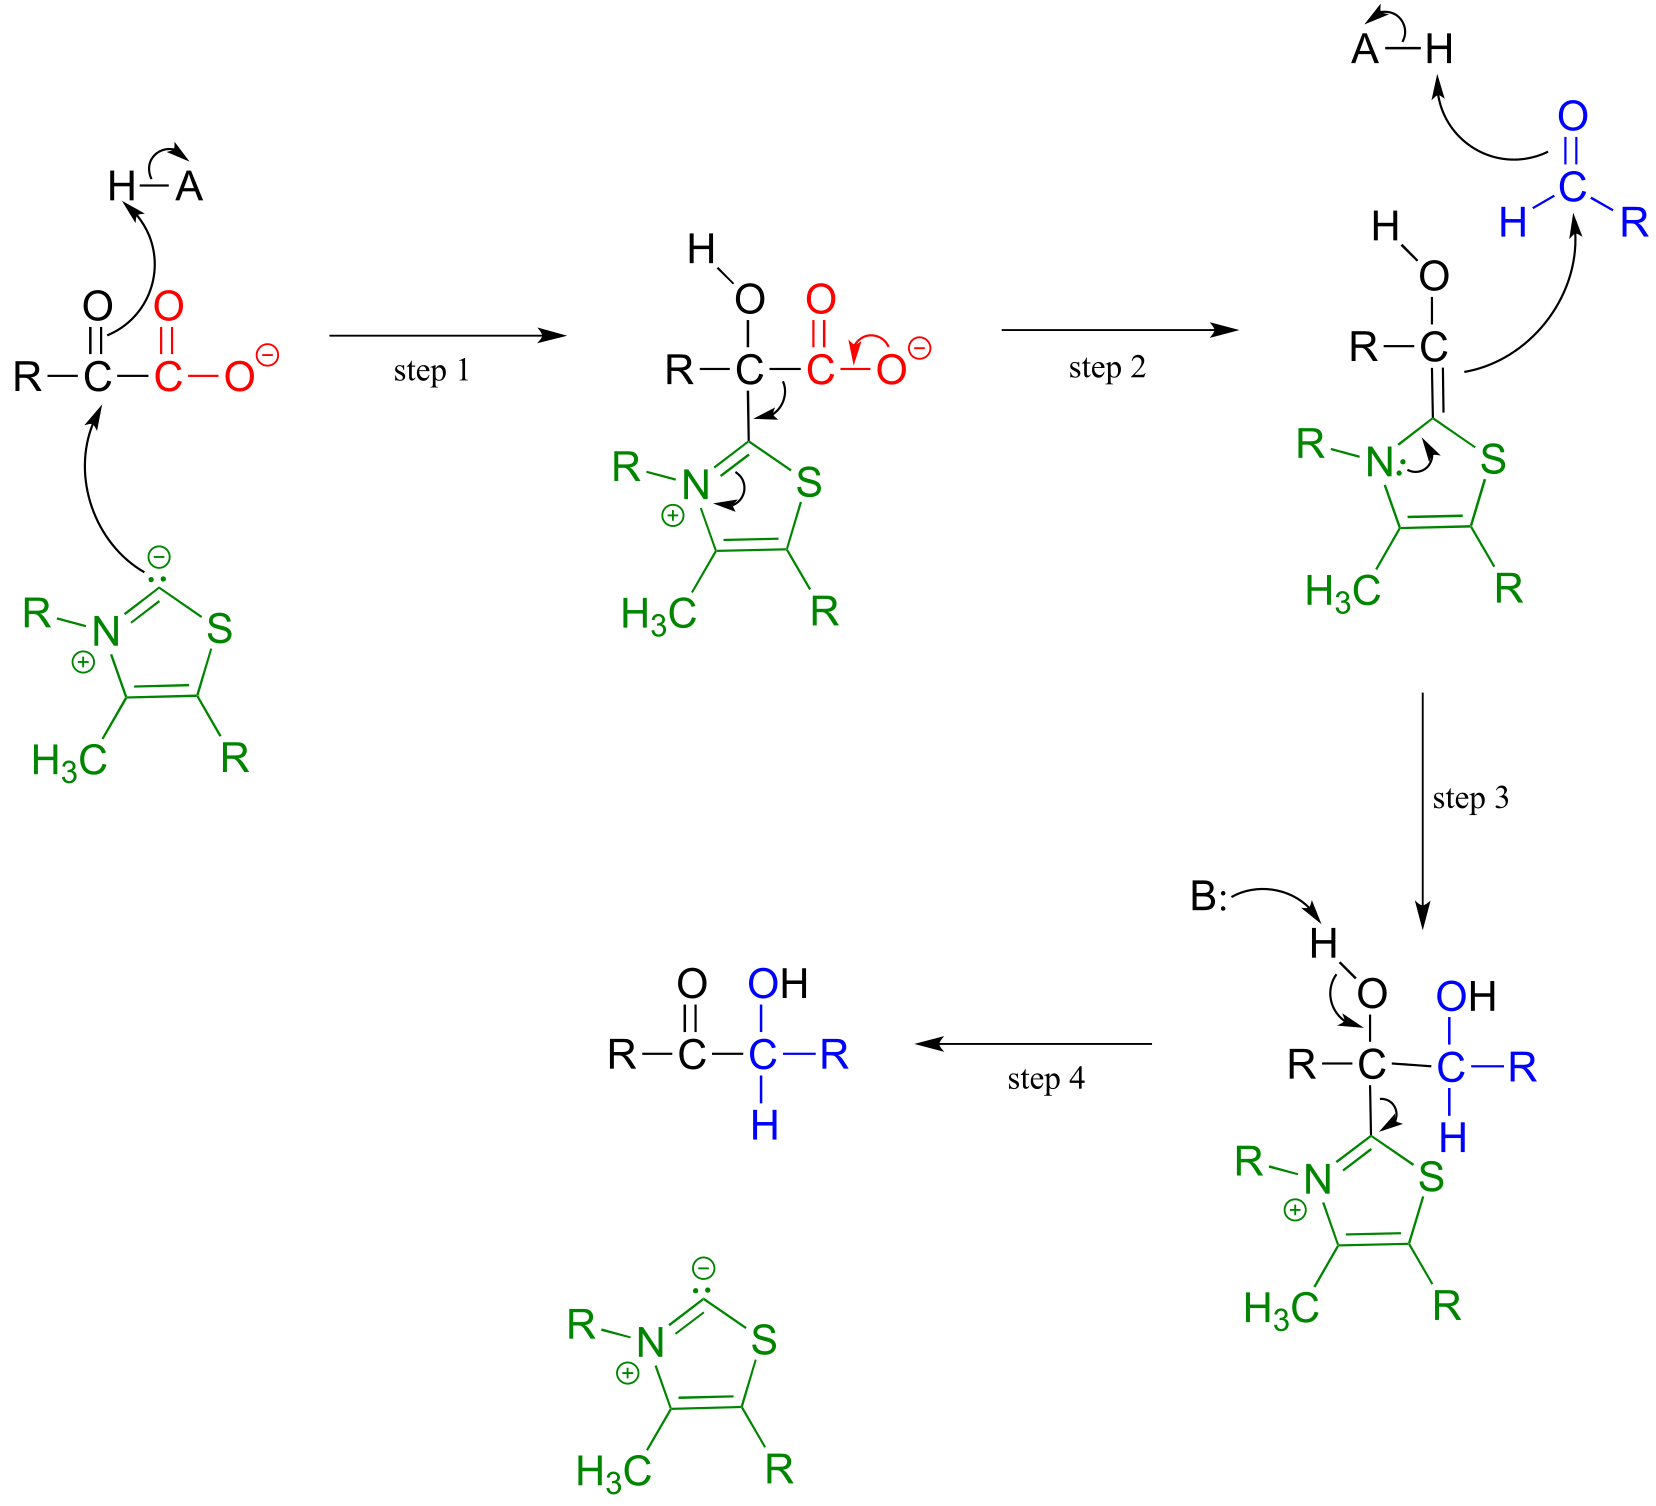 A H
O
H A
H R
H
O
O O
R C C O ⊖
step 1
H
O O
R C C O ⊖
step 2
R C
R N ⊕ S
H₃C R
R N: S
H₃C R
⊖
:
R N ⊕ S
H₃C R
step 3
B:
H
O OH
R C C R
H
step 4
O OH
R C C R
H
R N ⊕ S
H₃C R
⊖
:
R N ⊕ S
H₃C R